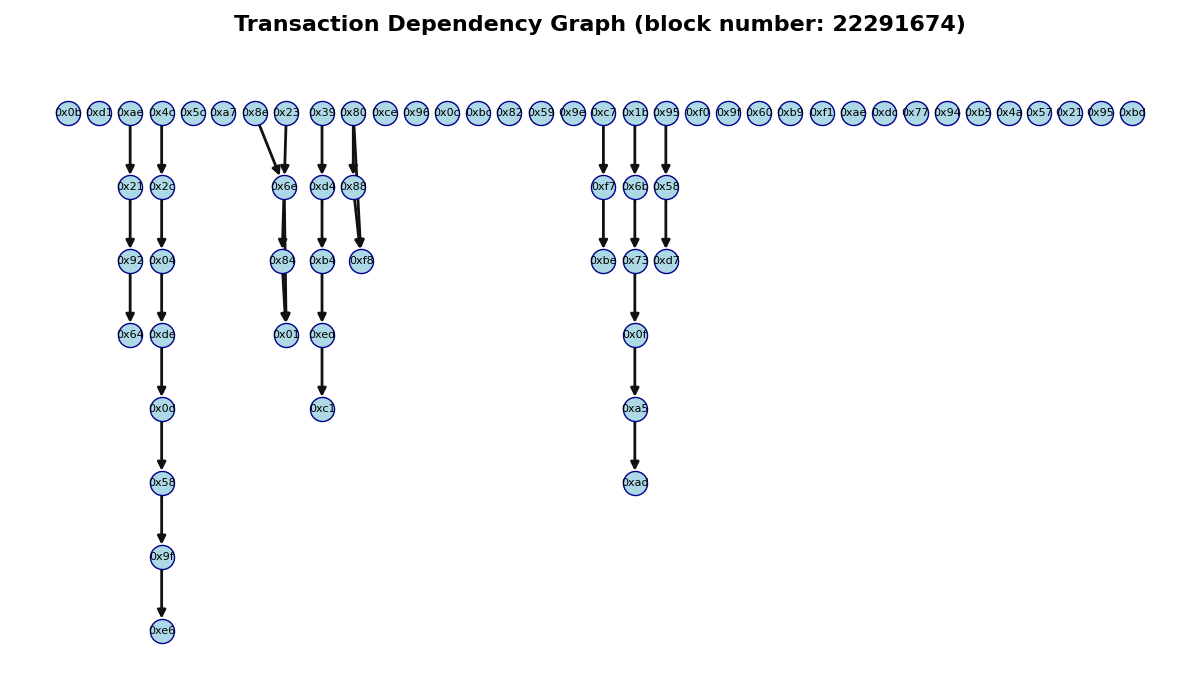 Transaction Dependency Graph (block number: 22291674)
0x0b 0xd1 0xae 0x4c 0x5c 0xa7 0x8e 0x23 0x39 0x80 0xce 0x96 0x0c 0xbc 0x82 0x59 0x9e 0xc7 0x1b 0x95 0xf0 0x9f 0x60 0xb9 0xf1 0xae 0xdc 0x77 0x94 0xb5 0x4a 0x57 0x21 0x95 0xbd
0x21 0x2c 0x6e 0xd4 0x88 0xf7 0x6b 0x58
0x92 0x04 0x84 0xb4 0xf8 0xbe 0x73 0xd7
0x64 0xde 0x01 0xed 0x0f
0x0d 0xc1 0xa5
0x58 0xad
0x9f
0xe6